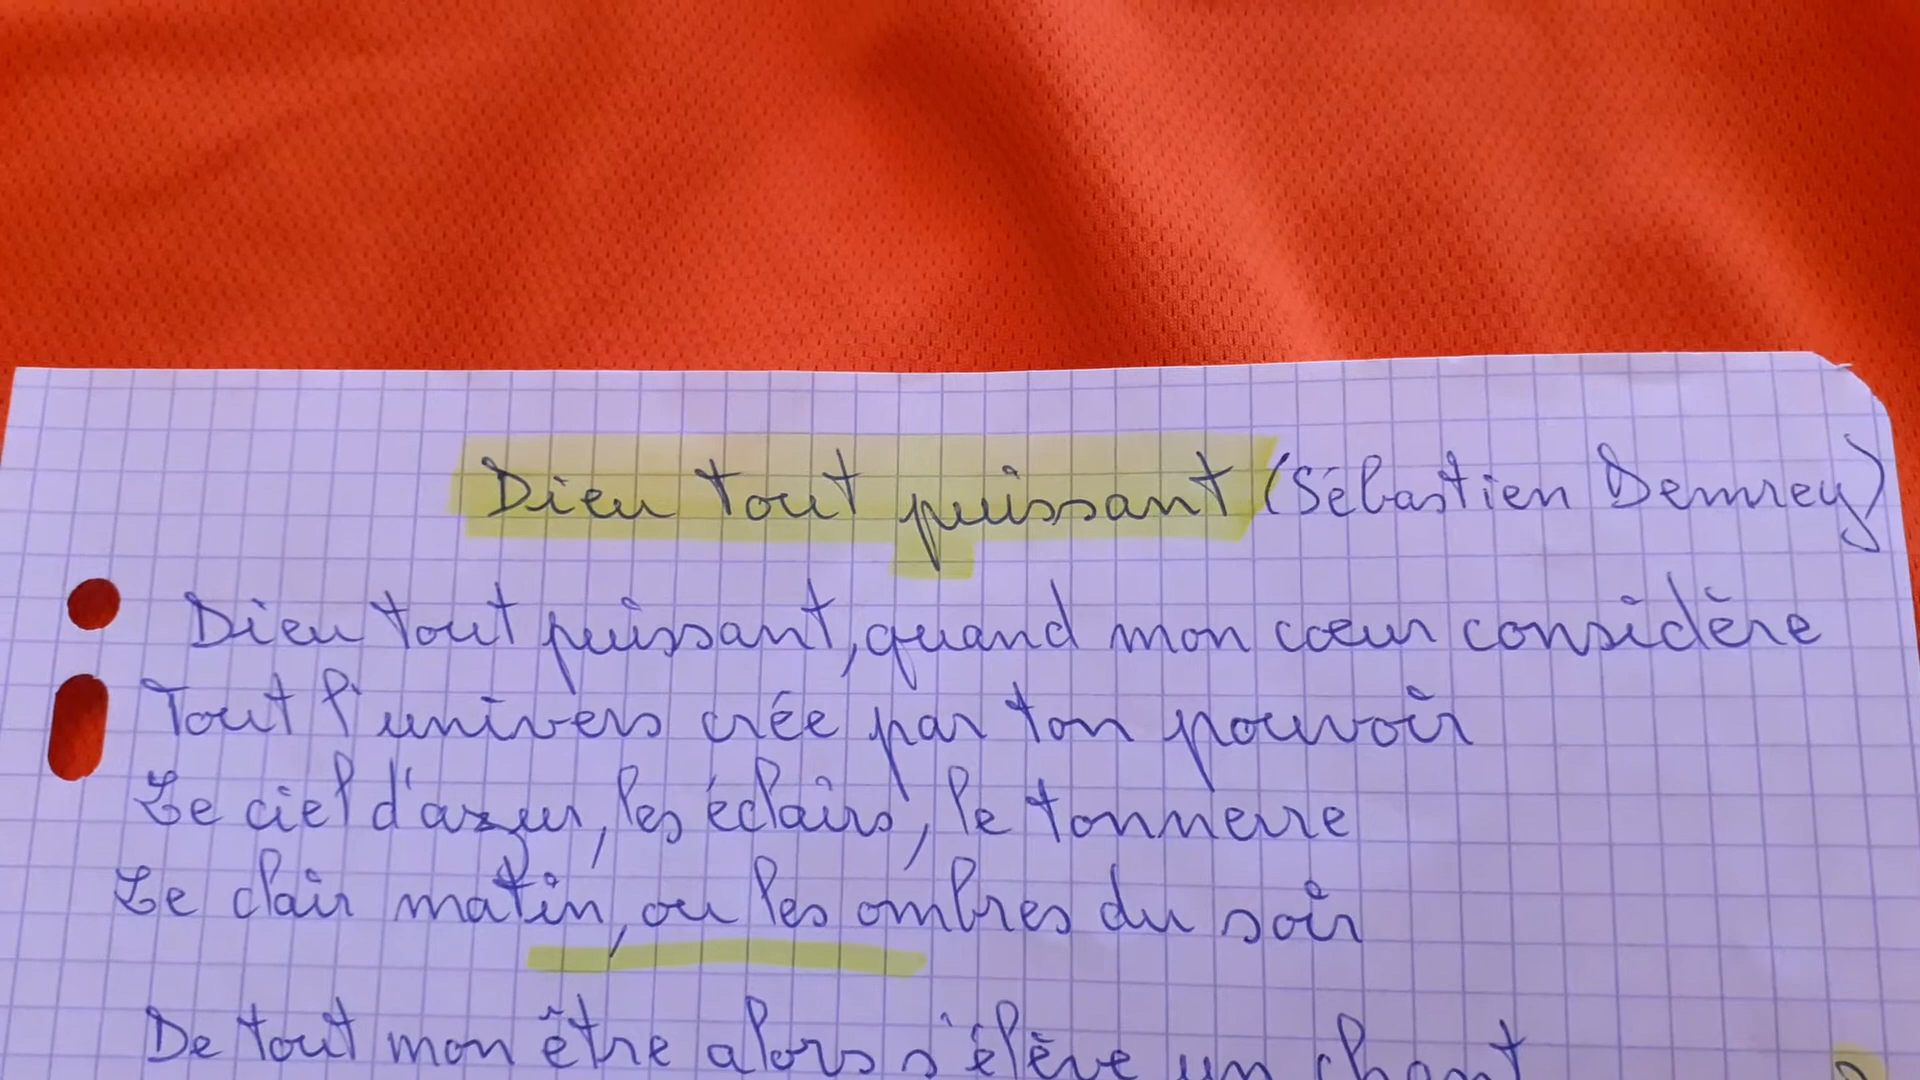 Dieu tout puissant (Sébastien Demrey)
Dieu tout puissant, quand mon cœur considère
Tout l'univers crée par ton pouvoir
Le ciel d'azur, les éclairs, le tonnerre
Le clair matin, ou les ombres du soir
De tout mon être alors s'élève un chant